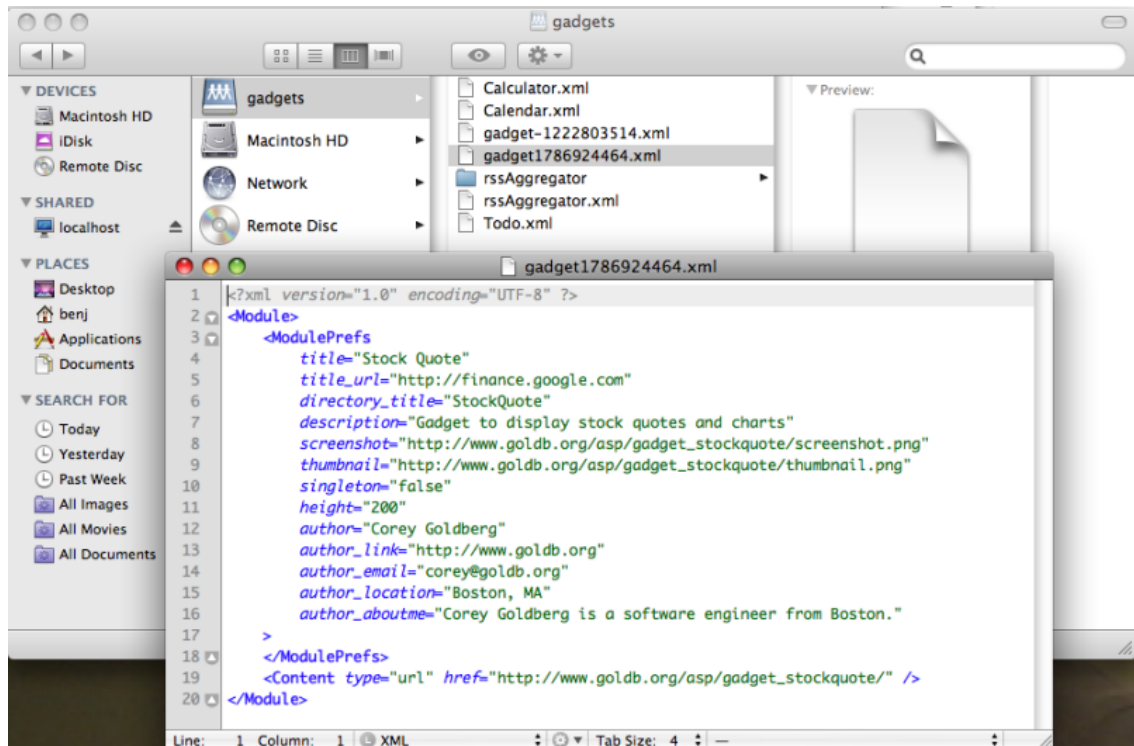 gadgets
DEVICES
Macintosh HD
iDisk
Remote Disc
SHARED
localhost
PLACES
Desktop
benj
Applications
Documents
SEARCH FOR
Today
Yesterday
Past Week
All Images
All Movies
All Documents
gadgets
Macintosh HD
Network
Remote Disc
Calculator.xml
Calendar.xml
gadget-1222803514.xml
gadget1786924464.xml
rssAggregator
rssAggregator.xml
Todo.xml
Preview:
gadget1786924464.xml
1 <?xml version="1.0" encoding="UTF-8" ?>
2 <Module>
3 <ModulePrefs
4 title="Stock Quote"
5 title_url="http://finance.google.com"
6 directory_title="StockQuote"
7 description="Gadget to display stock quotes and charts"
8 screenshot="http://www.goldb.org/asp/gadget_stockquote/screenshot.png"
9 thumbnail="http://www.goldb.org/asp/gadget_stockquote/thumbnail.png"
10 singleton="false"
11 height="200"
12 author="Corey Goldberg"
13 author_link="http://www.goldb.org"
14 author_email="corey@goldb.org"
15 author_location="Boston, MA"
16 author_aboutme="Corey Goldberg is a software engineer from Boston."
17 >
18 </ModulePrefs>
19 <Content type="url" href="http://www.goldb.org/asp/gadget_stockquote/" />
20 </Module>
Line: 1 Column: 1 L XML Tab Size: 4 —